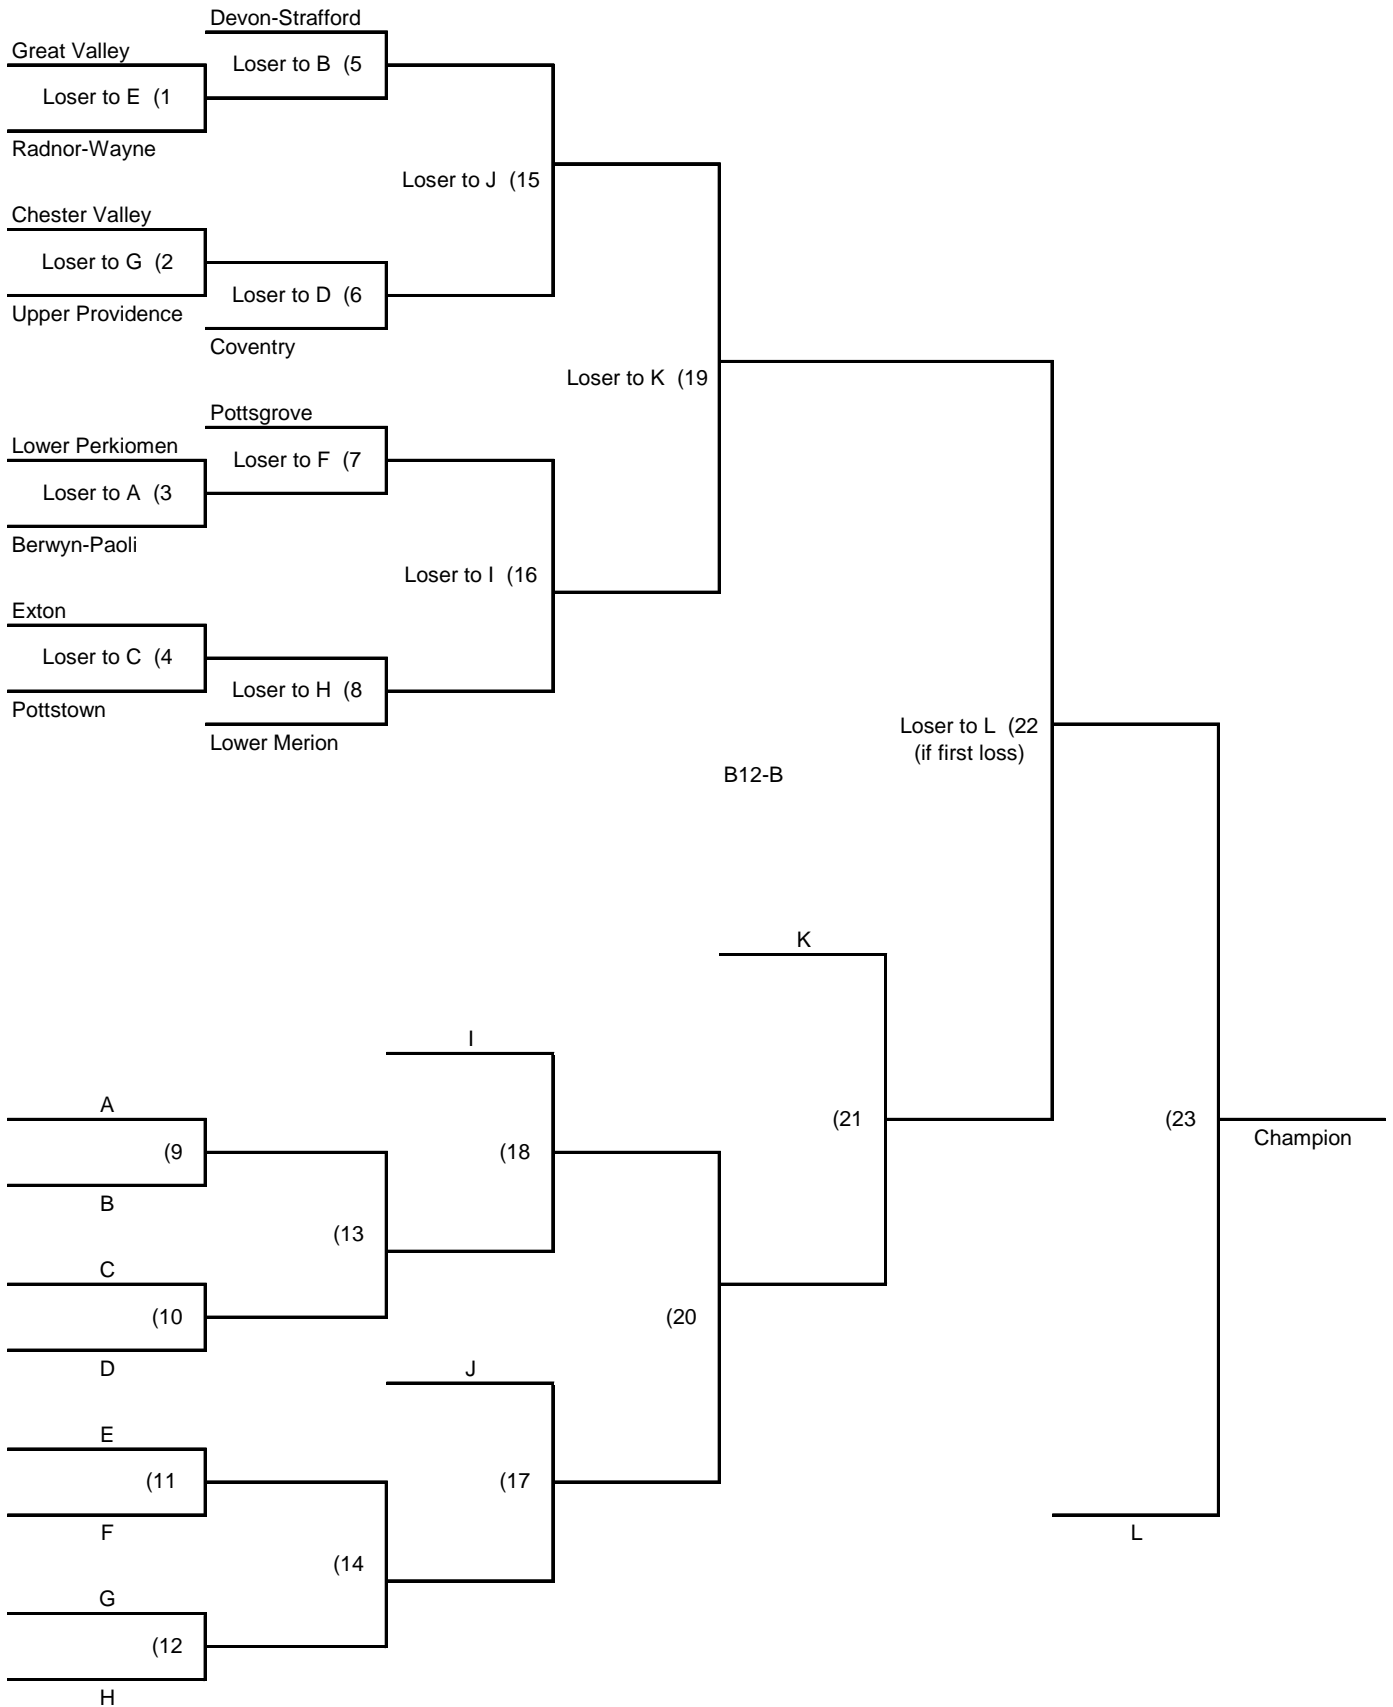 Devon-Strafford
Great Valley
Loser to B (5
Loser to E (1
Radnor-Wayne
Loser to J (15
Chester Valley
Loser to G (2
Loser to D (6
Upper Providence
Coventry
Loser to K (19
Pottsgrove
Lower Perkiomen
Loser to F (7
Loser to A (3
Berwyn-Paoli
Loser to I (16
Exton
Loser to C (4
Loser to H (8
Pottstown
Lower Merion
Loser to L (22
(if first loss)
B12-B
K
I
A
(21
(23
Champion
(9
(18
B
(13
C
(10
(20
D
J
E
(11
(17
F
L
(14
G
(12
H